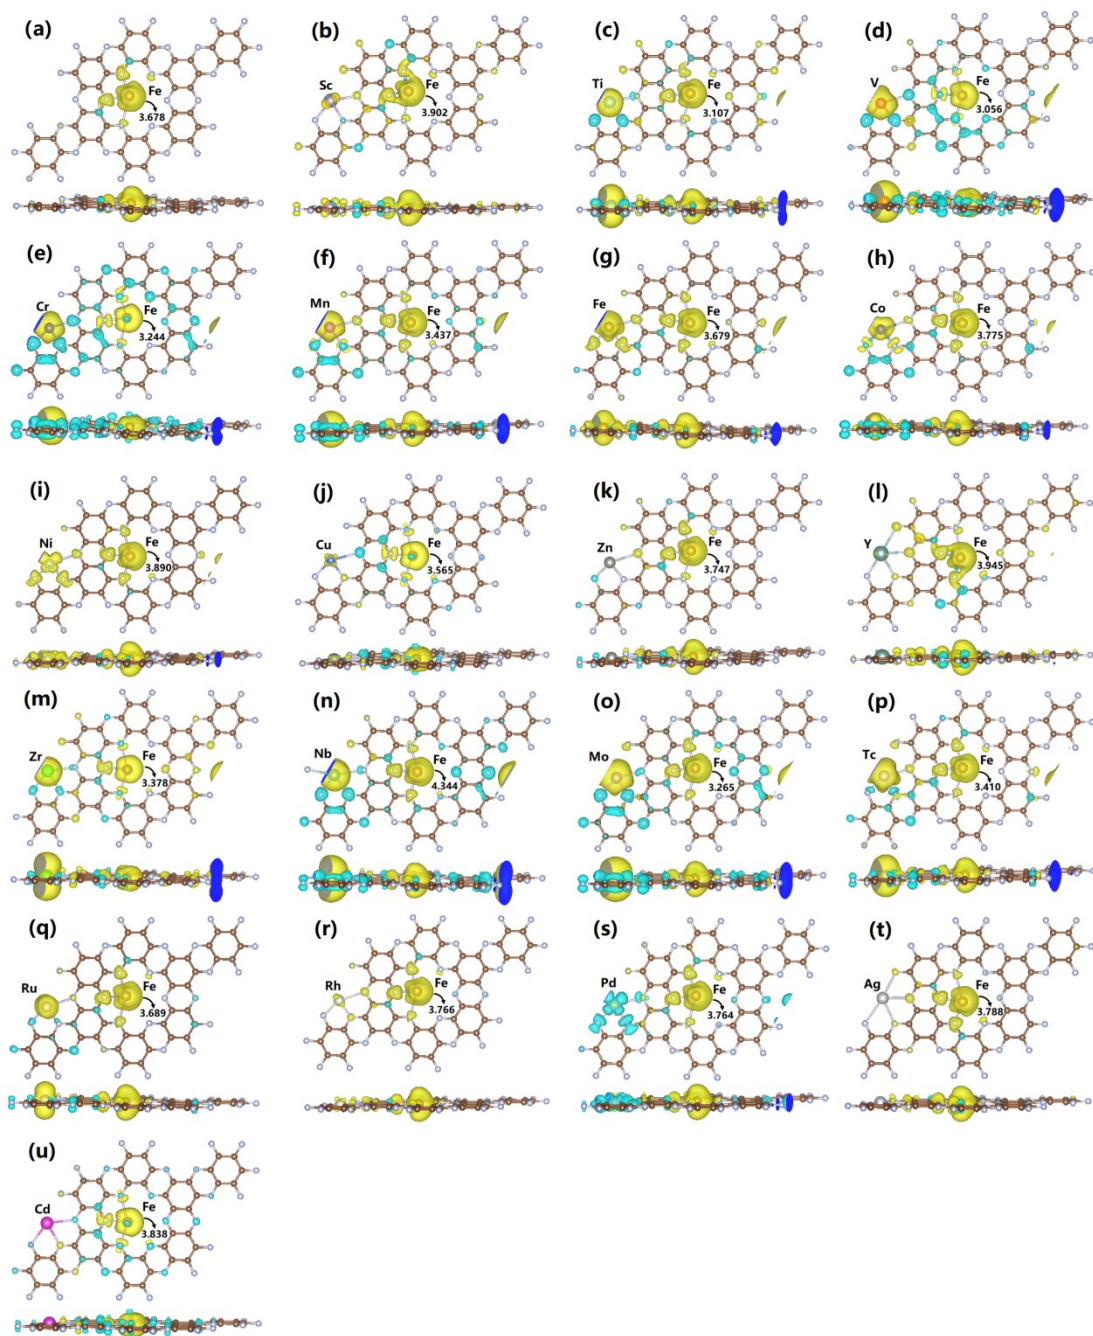 (a)
Fe
3.678
(b)
Sc
Fe
3.902
(c)
Ti
Fe
3.107
(d)
V
Fe
3.056
(e)
Cr
Fe
3.244
(f)
Mn
Fe
3.437
(g)
Fe
Fe
3.679
(h)
Co
Fe
3.775
(i)
Ni
Fe
3.890
(j)
Cu
Fe
3.565
(k)
Zn
Fe
3.747
(l)
Y
Fe
3.945
(m)
Zr
Fe
3.378
(n)
Nb
Fe
4.344
(o)
Mo
Fe
3.265
(p)
Tc
Fe
3.410
(q)
Ru
Fe
3.689
(r)
Rh
Fe
3.766
(s)
Pd
Fe
3.764
(t)
Ag
Fe
3.788
(u)
Cd
Fe
3.838